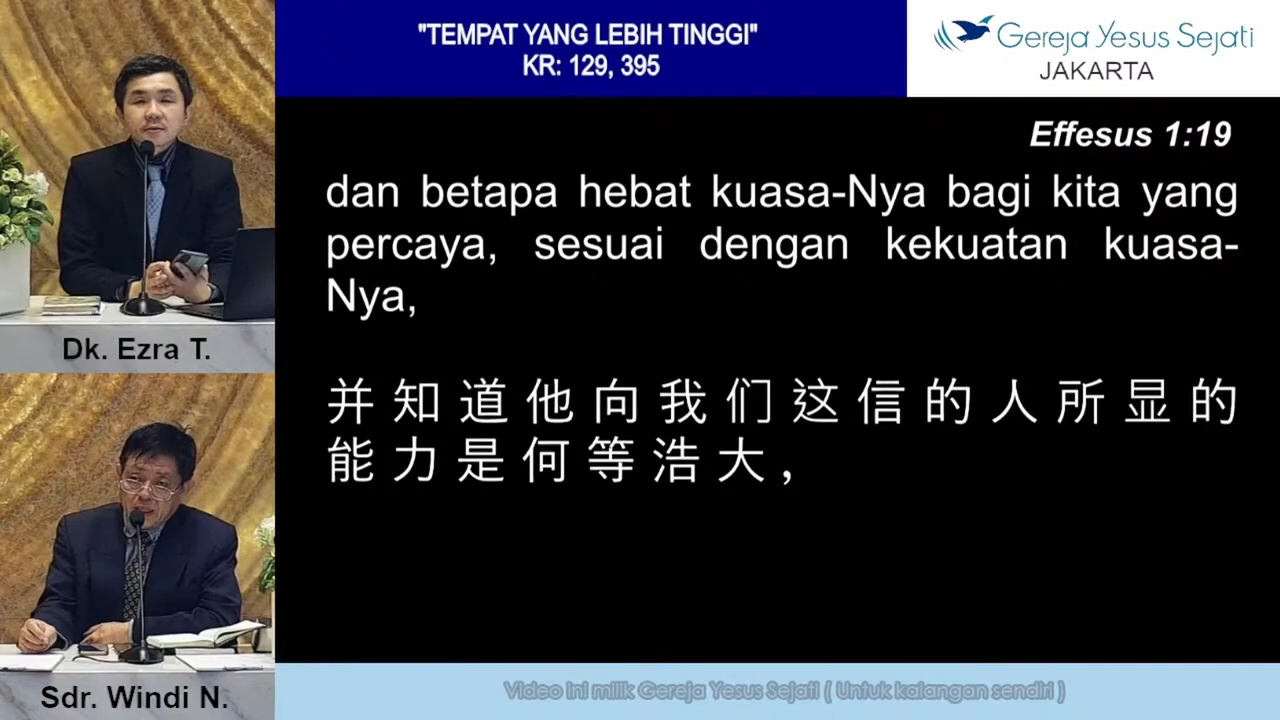 "TEMPAT YANG LEBIH TINGGI"
KR: 129, 395
Gereja Yesus Sejati
JAKARTA
Effesus 1:19
dan betapa hebat kuasa-Nya bagi kita yang
percaya, sesuai dengan kekuatan kuasa-
Nya,
并知道他向我们这信的人所显的
能力是何等浩大，
Dk. Ezra T.
Sdr. Windi N.
Video ini milik Gereja Yesus Sejati ( Untuk kalangan sendiri )